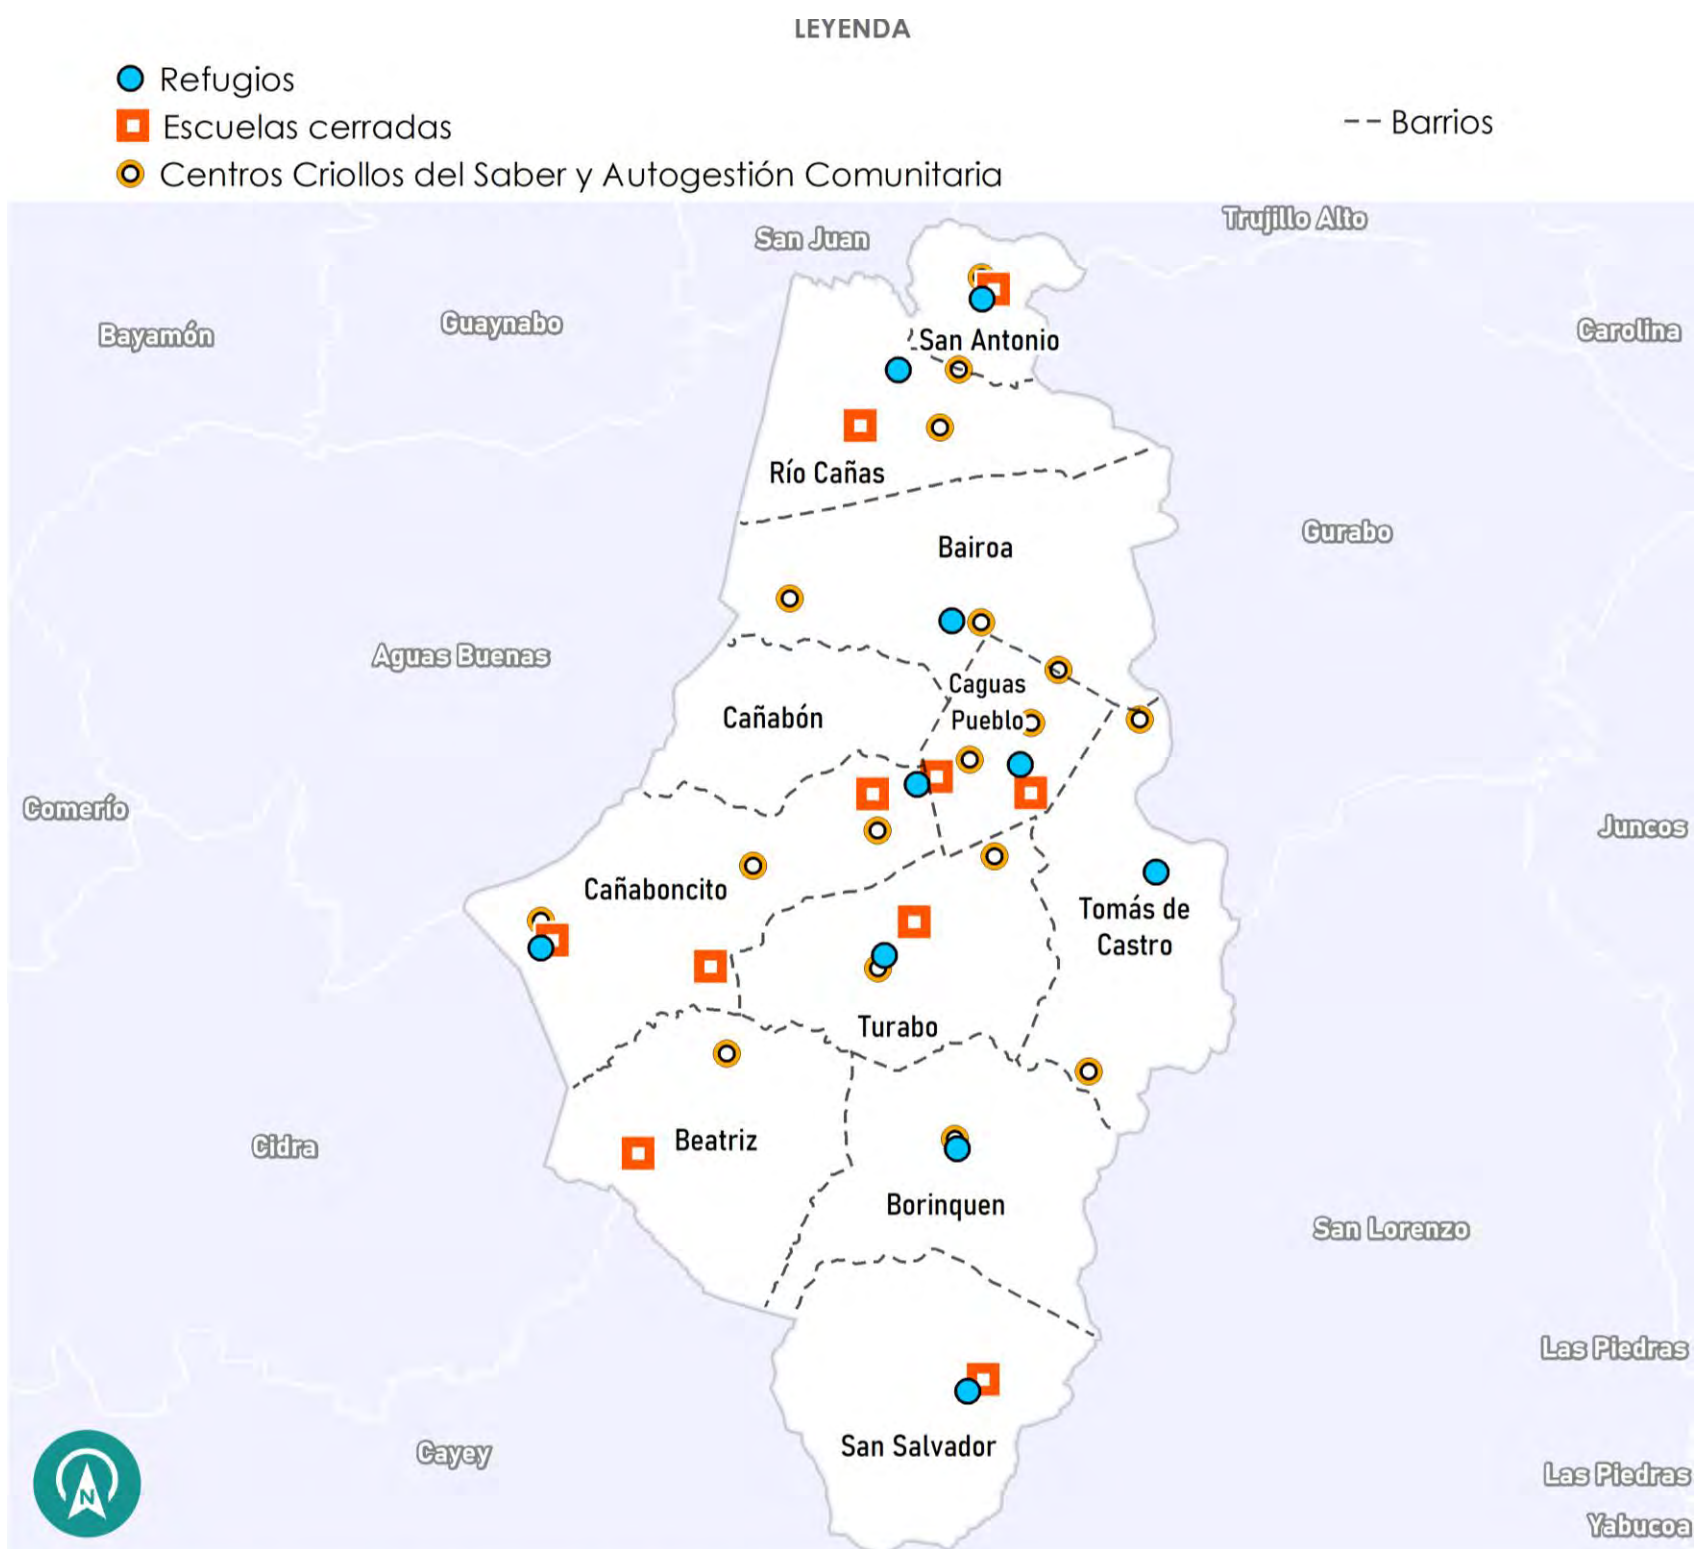 LEYENDA
Refugios
Escuelas cerradas
Barrios
Centros Criollos del Saber y Autogestión Comunitaria
Trujillo Alto
San Juan
Guaynabo
Bayamón
Carolina
San Antonio
Río Cañas
Gurabo
Bairoa
Aguas Buenas
Caguas
Pueblo
Cañabón
Comerío
Juncos
Cañaboncito
Tomás de
Castro
Turabo
Beatriz
Cidra
Borinquen
San Lorenzo
Las Piedras
San Salvador
Cayey
Las Piedras
N
Yabucoa